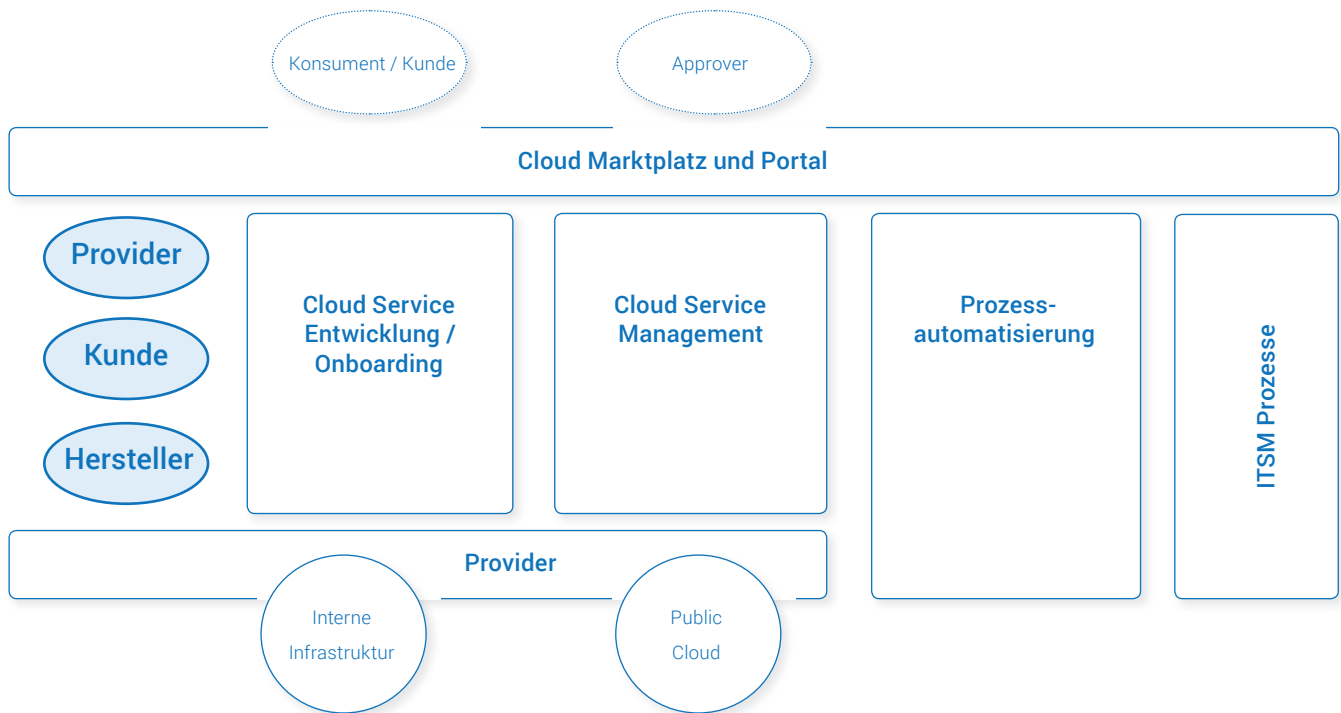 Konsument / Kunde
Approver
Cloud Marktplatz und Portal
Provider
Kunde
Hersteller
Cloud Service
Entwicklung /
Onboarding
Cloud Service
Management
Prozess-
automatisierung
ITSM Prozesse
Provider
Interne
Infrastruktur
Public
Cloud